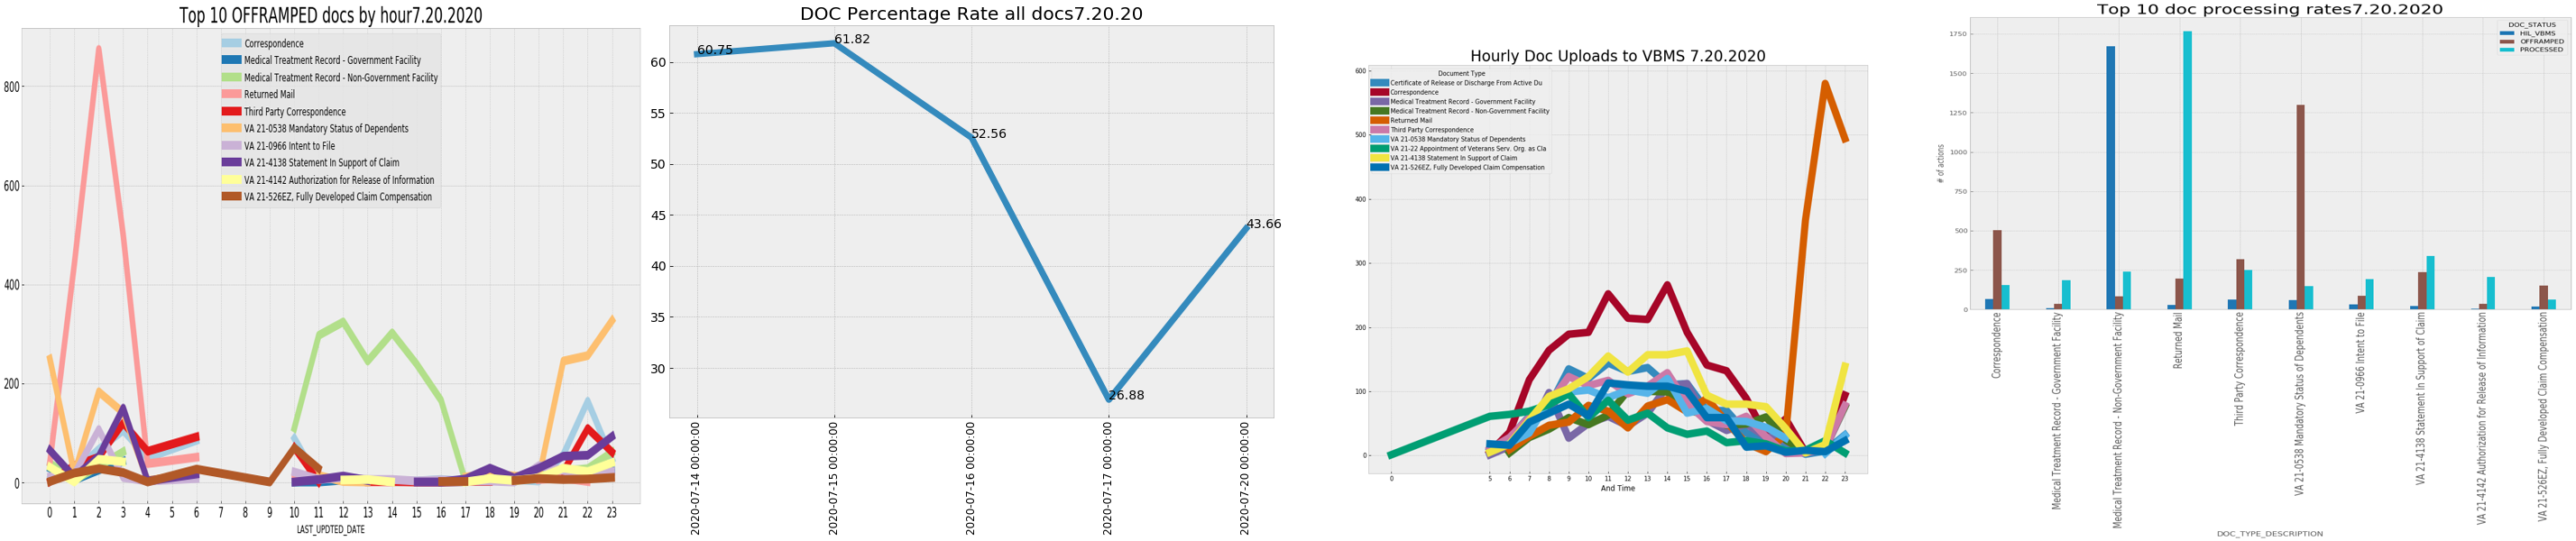 Top 10 OFFRAMPED docs by hour7.20.2020
Correspondence
Medical Treatment Record - Government Facility
Medical Treatment Record - Non-Government Facility
Returned Mail
Third Party Correspondence
VA 21-0538 Mandatory Status of Dependents
VA 21-0966 Intent to File
VA 21-4138 Statement In Support of Claim
VA 21-4142 Authorization for Release of Information
VA 21-526EZ, Fully Developed Claim Compensation
800
600
400
200
0
0 1 2 3 4 5 6 7 8 9 10 11 12 13 14 15 16 17 18 19 20 21 22 23
LAST_UPDTED_DATE
DOC Percentage Rate all docs7.20.20
60.75
61.82
52.56
26.88
43.66
60
55
50
45
40
35
30
2020-07-14 00:00:00
2020-07-15 00:00:00
2020-07-16 00:00:00
2020-07-17 00:00:00
2020-07-20 00:00:00
Hourly Doc Uploads to VBMS 7.20.2020
Document Type
Certificate of Release or Discharge From Active Du
Correspondence
Medical Treatment Record - Government Facility
Medical Treatment Record - Non-Government Facility
Returned Mail
Third Party Correspondence
VA 21-0538 Mandatory Status of Dependents
VA 21-22 Appointment of Veterans Serv. Org. as Cla
VA 21-4138 Statement In Support of Claim
VA 21-526EZ, Fully Developed Claim Compensation
600
500
400
300
200
100
0
0 5 6 7 8 9 10 11 12 13 14 15 16 17 18 19 20 21 22 23
And Time
Top 10 doc processing rates7.20.2020
DOC_STATUS
HIL_VBMS
OFFRAMPED
PROCESSED
# of actions
1750
1500
1250
1000
750
500
250
0
Correspondence
Medical Treatment Record - Government Facility
Medical Treatment Record - Non-Government Facility
Returned Mail
Third Party Correspondence
VA 21-0538 Mandatory Status of Dependents
VA 21-0966 Intent to File
VA 21-4138 Statement In Support of Claim
VA 21-4142 Authorization for Release of Information
VA 21-526EZ, Fully Developed Claim Compensation
DOC_TYPE_DESCRIPTION